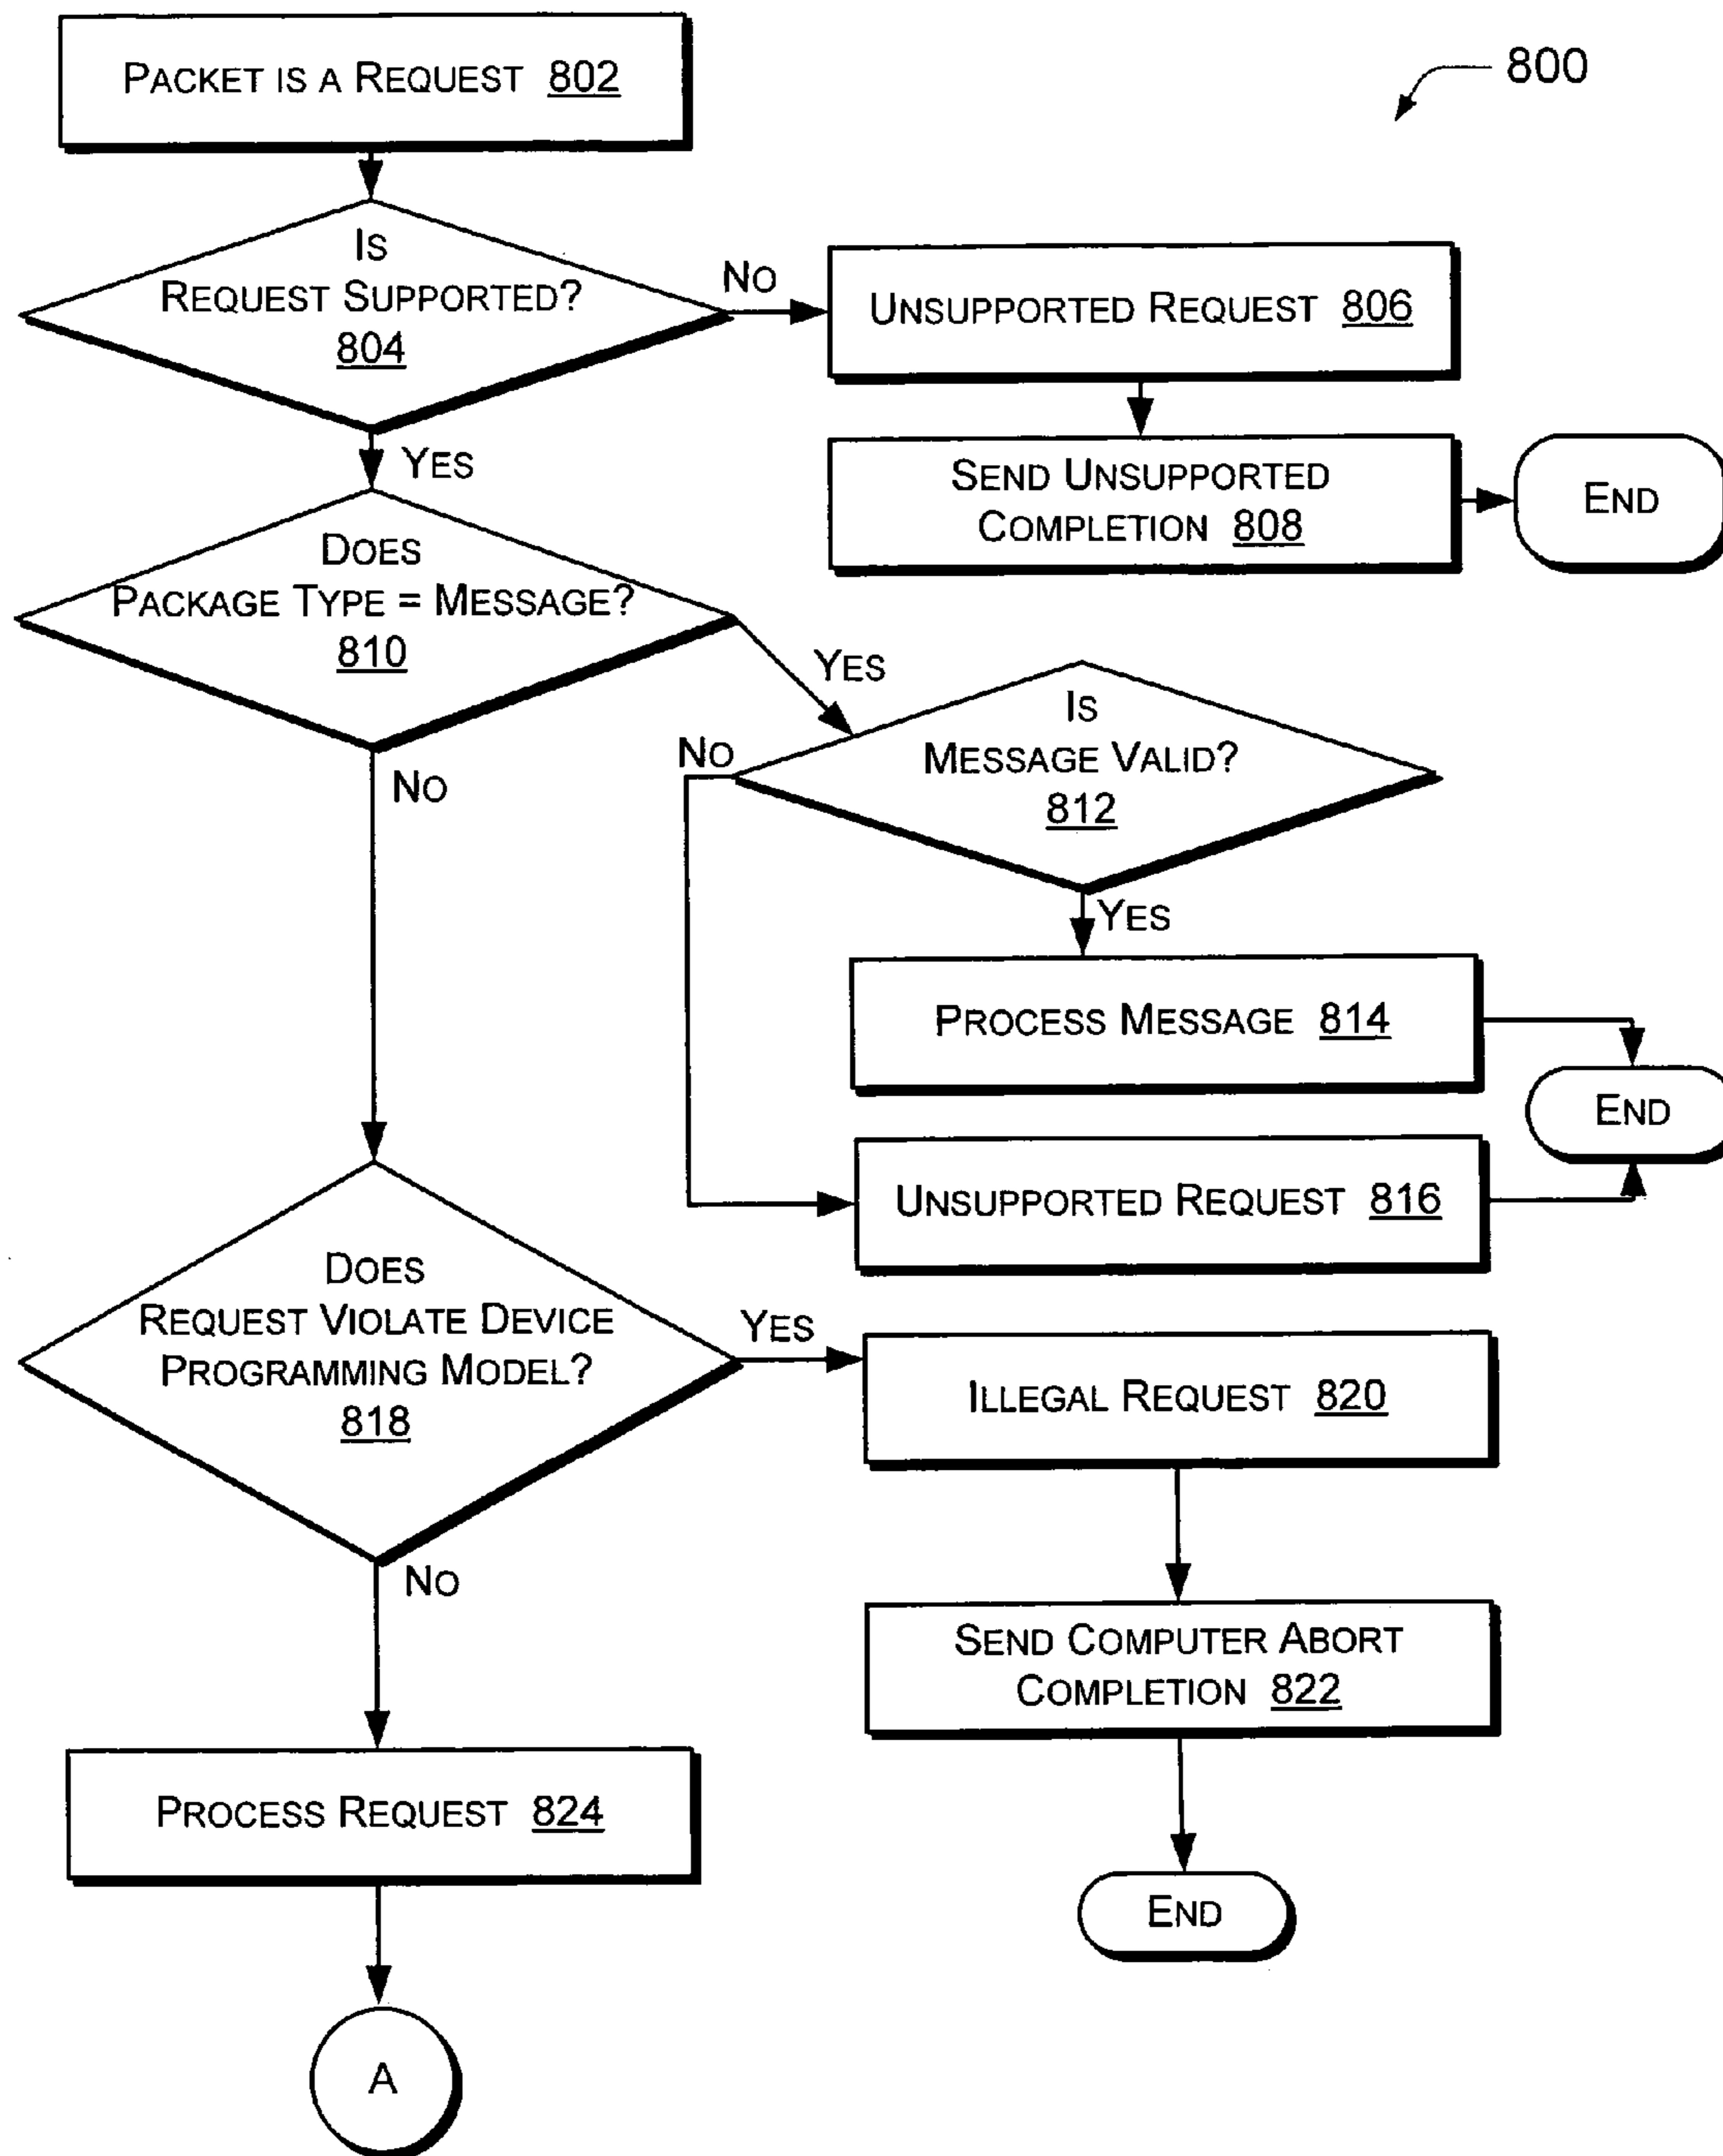 PACKET IS A REQUEST 802
800
IS
REQUEST SUPPORTED?
804
NO
UNSUPPORTED REQUEST 806
YES
SEND UNSUPPORTED
COMPLETION 808
END
DOES
PACKAGE TYPE = MESSAGE?
810
YES
NO
IS
MESSAGE VALID?
812
NO
YES
PROCESS MESSAGE 814
END
UNSUPPORTED REQUEST 816
DOES
REQUEST VIOLATE DEVICE
PROGRAMMING MODEL?
818
YES
ILLEGAL REQUEST 820
NO
SEND COMPUTER ABORT
COMPLETION 822
PROCESS REQUEST 824
END
A